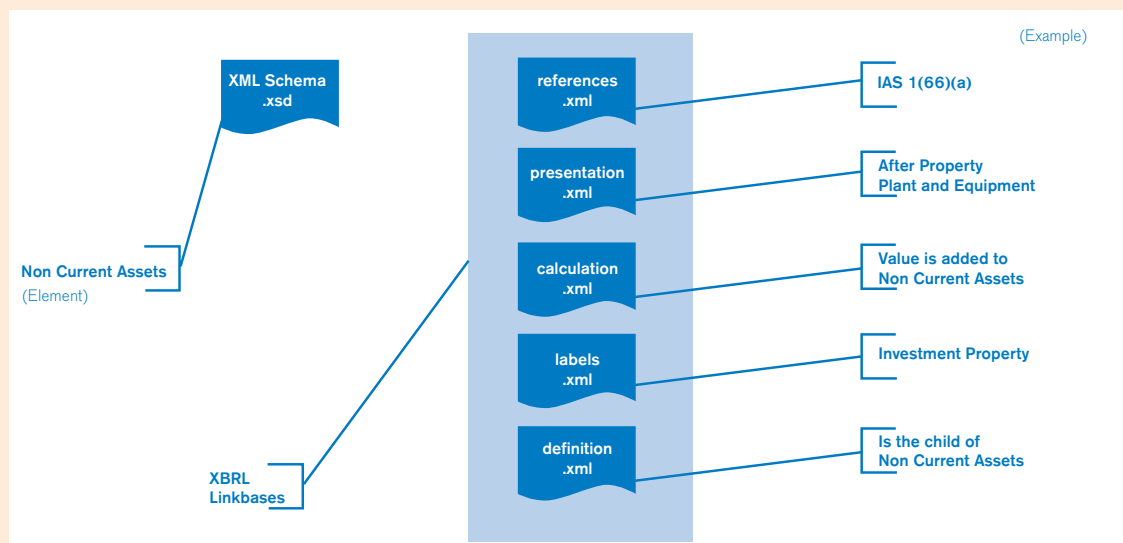 (Example)
XML Schema
.xsd
references
.xml
IAS 1(66)(a)
presentation
.xml
After Property
Plant and Equipment
Non Current Assets
(Element)
calculation
.xml
Value is added to
Non Current Assets
labels
.xml
Investment Property
XBRL
Linkbases
definition
.xml
Is the child of
Non Current Assets